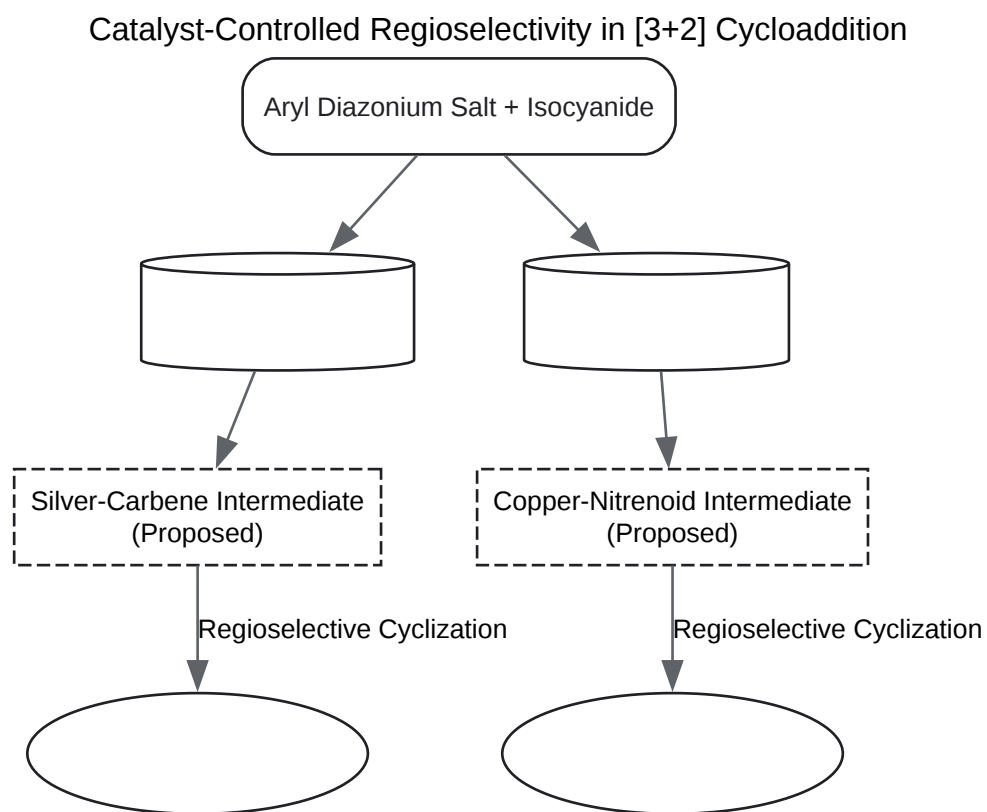 Catalyst-Controlled Regioselectivity in [3+2] Cycloaddition
Aryl Diazonium Salt + Isocyanide
Silver-Carbene Intermediate
(Proposed)
Copper-Nitrenoid Intermediate
(Proposed)
Regioselective Cyclization
Regioselective Cyclization